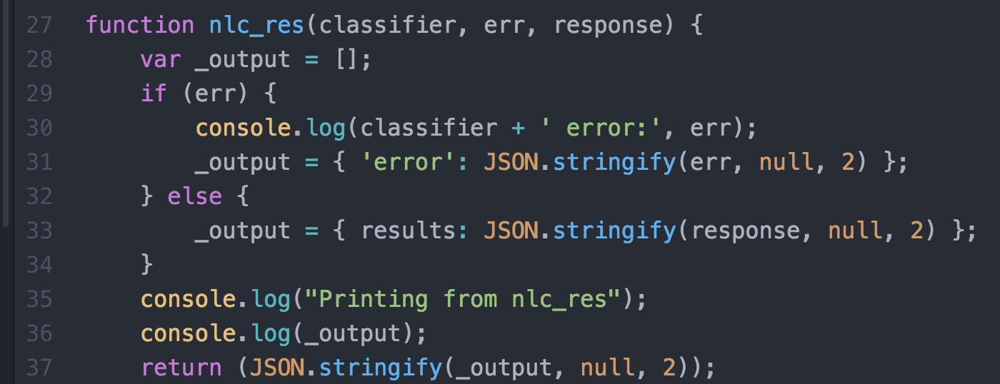 27 function nlc_res(classifier, err, response) {
28     var _output = [];
29     if (err) {
30         console.log(classifier + ' error:', err);
31         _output = { 'error': JSON.stringify(err, null, 2) };
32     } else {
33         _output = { results: JSON.stringify(response, null, 2) };
34     }
35     console.log("Printing from nlc_res");
36     console.log(_output);
37     return (JSON.stringify(_output, null, 2));